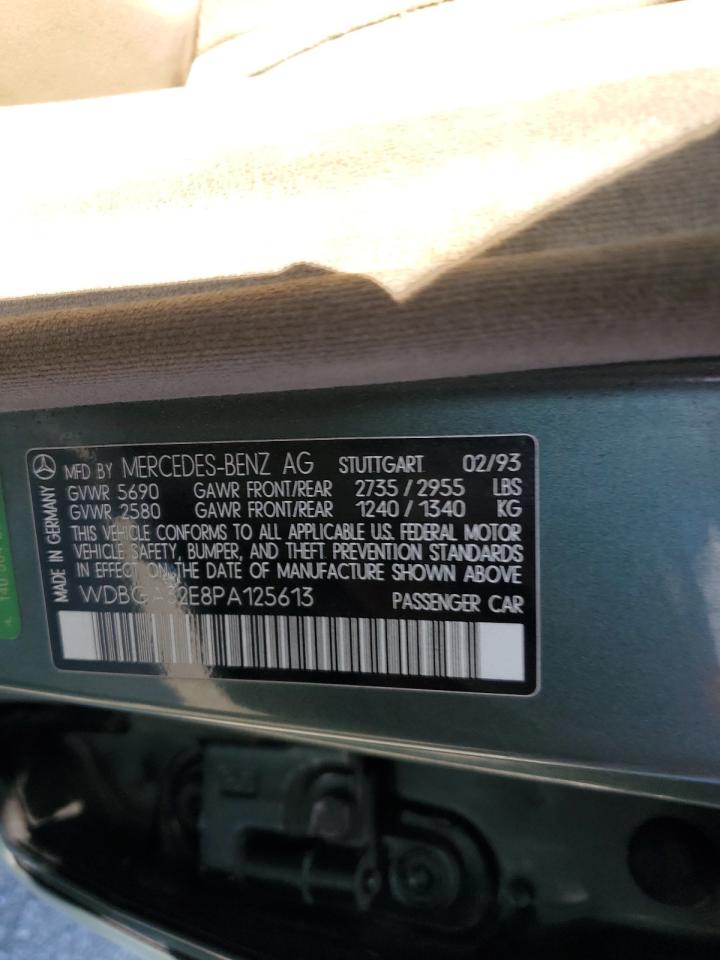 MFD BY MERCEDES-BENZ AG STUTTGART 02/93
GVWR 5690 GAWR FRONT/REAR 2735 / 2955 LBS
GVWR 2580 GAWR FRONT/REAR 1240 / 1340 KG
THIS VEHICLE CONFORMS TO ALL APPLICABLE U.S. FEDERAL MOTOR
VEHICLE SAFETY, BUMPER, AND THEFT PREVENTION STANDARDS
IN EFFECT ON THE DATE OF MANUFACTURE SHOWN ABOVE
WDBGA32E8PA125613 PASSENGER CAR
MADE IN GERMANY